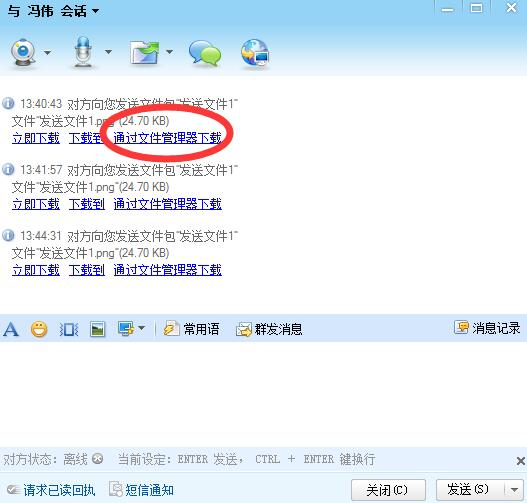 与 冯伟 会话
13:40:43 对方向您发送文件包"发送文件1"
文件"发送文件1.png"(24.70 KB)
立即下载 下载到 通过文件管理器下载
13:41:57 对方向您发送文件包"发送文件1"
文件"发送文件1.png"(24.70 KB)
立即下载 下载到 通过文件管理器下载
13:44:31 对方向您发送文件包"发送文件1"
文件"发送文件1.png"(24.70 KB)
立即下载 下载到 通过文件管理器下载
A 常用语 群发消息 消息记录
对方状态: 离线 当前设定: ENTER 发送, CTRL + ENTER 键换行
请求已读回执 短信通知 关闭(C) 发送(S)